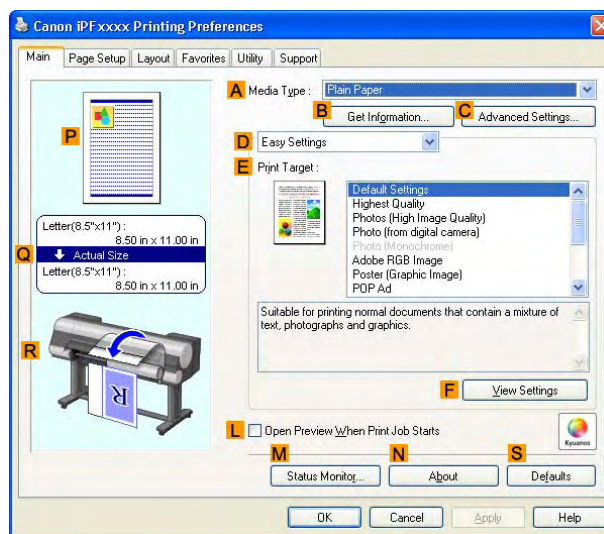 Canon iPFxxxx Printing Preferences
Main Page Setup Layout Favorites Utility Support
A Media Type : Plain Paper
B Get Information... C Advanced Settings...
D Easy Settings
E Print Target :
Default Settings
Highest Quality
Photos (High Image Quality)
Photo (from digital camera)
Photo (Monochrome)
Adobe RGB Image
Poster (Graphic Image)
POP Ad
Suitable for printing normal documents that contain a mixture of
text, photographs and graphics.
F View Settings
P
Q
Letter(8.5"x11") :
8.50 in x 11.00 in
Actual Size
Letter(8.5"x11") :
8.50 in x 11.00 in
R
R
L Open Preview When Print Job Starts
Kyuanos
M Status Monitor... N About S Defaults
OK Cancel Apply Help